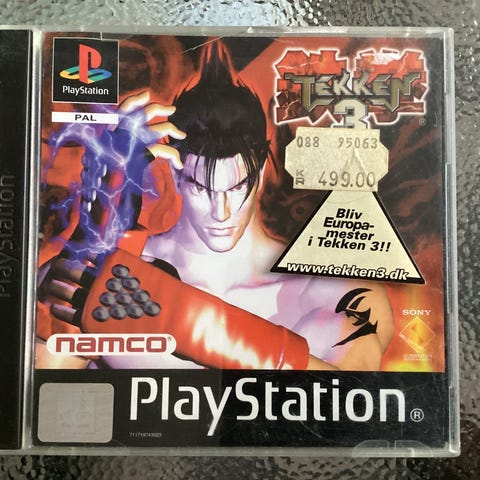 PlayStation
PlayStation
PAL
TEKKEN
3
®
088 95063
KR 499.00
Bliv
Europa-
mester
i Tekken 3!!
www.tekken3.dk
SONY
namco®
PlayStation®